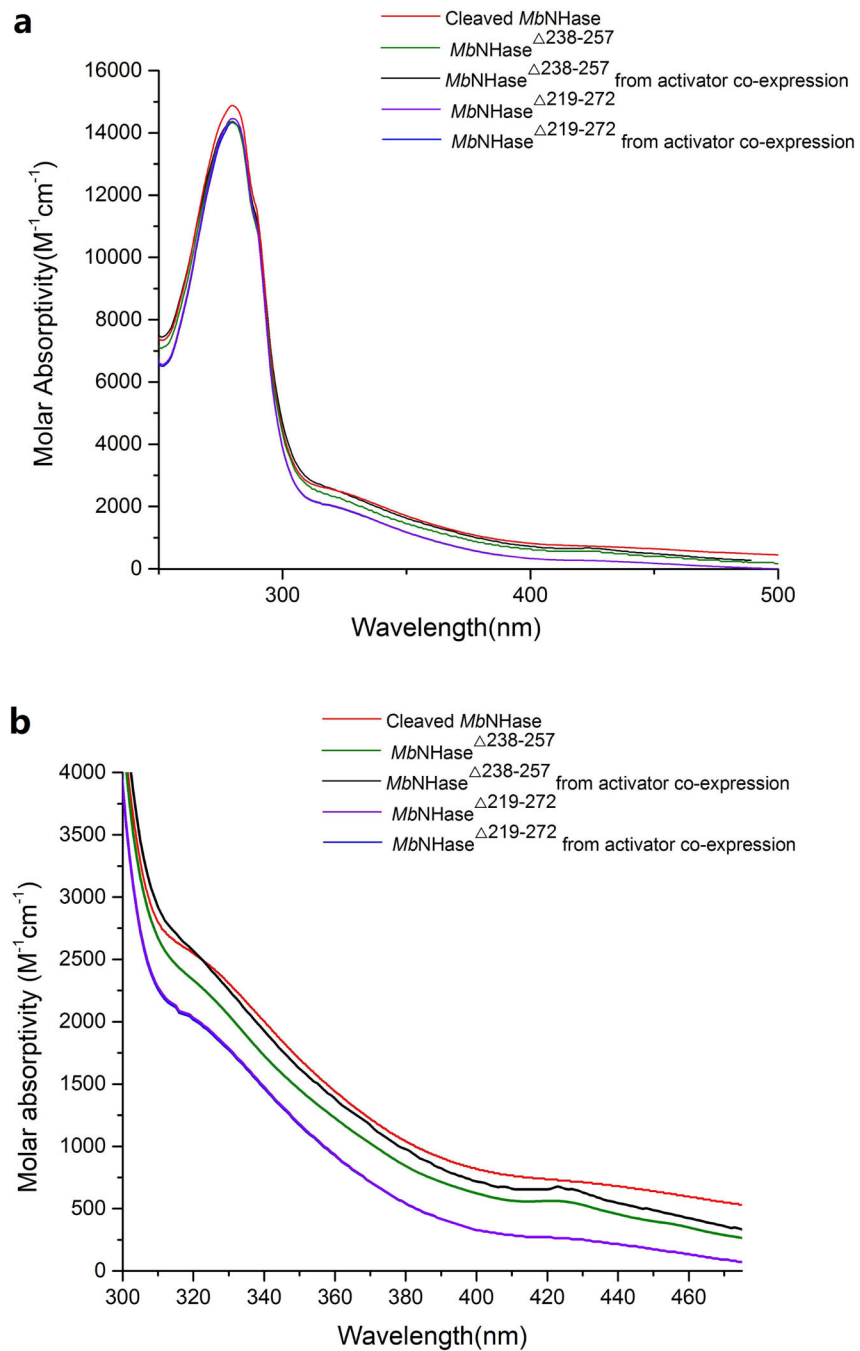 a
Cleaved MbNHase
MbNHase△238-257
MbNHase△238-257 from activator co-expression
MbNHase△219-272
MbNHase△219-272 from activator co-expression
16000
14000
12000
10000
8000
6000
4000
2000
0
Molar Absorptivity(M-1cm-1)
300 400 500
Wavelength(nm)
b
Cleaved MbNHase
MbNHase△238-257
MbNHase△238-257 from activator co-expression
MbNHase△219-272
MbNHase△219-272 from activator co-expression
4000
3500
3000
2500
2000
1500
1000
500
0
Molar absorptivity (M-1cm-1)
300 320 340 360 380 400 420 440 460
Wavelength(nm)